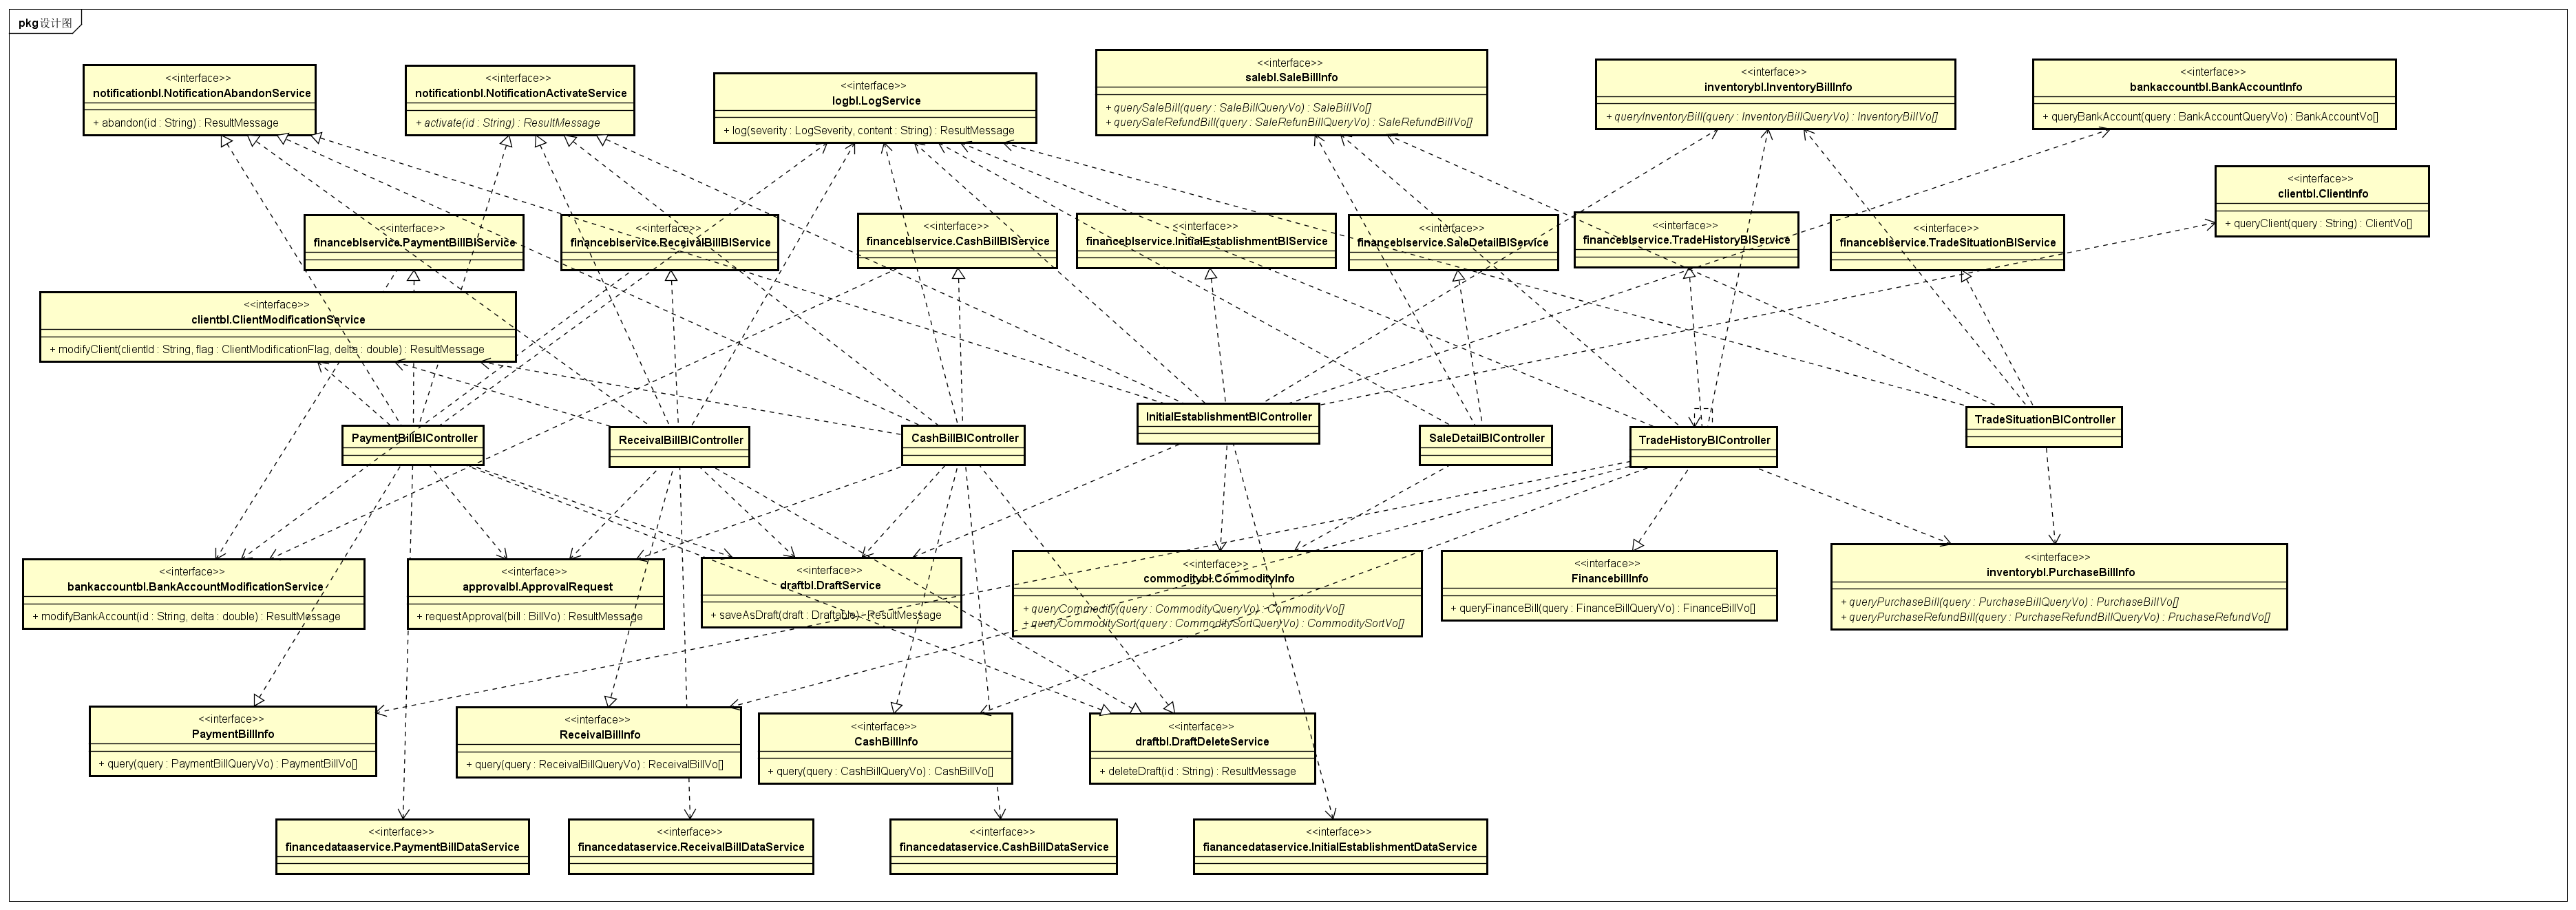 pkg 设计图
<<interface>>
notificationbl.NotificationAbandonService
+ abandon(id : String) : ResultMessage
<<interface>>
notificationbl.NotificationActivateService
+ activate(id : String) : ResultMessage
<<interface>>
logbl.LogService
+ log(severity : LogSeverity, content : String) : ResultMessage
<<interface>>
salebl.SaleBillInfo
+ querySaleBill(query : SaleBillQueryVo) : SaleBillVo[]
+ querySaleRefundBill(query : SaleRefunBillQueryVo) : SaleRefundBillVo[]
<<interface>>
inventorybl.InventoryBillInfo
+ queryInventoryBill(query : InventoryBillQueryVo) : InventoryBillVo[]
<<interface>>
bankaccountbl.BankAccountInfo
+ queryBankAccount(query : BankAccountQueryVo) : BankAccountVo[]
<<interface>>
clientbl.ClientInfo
+ queryClient(query : String) : ClientVo[]
<<interface>>
financeblservice.PaymentBillBlService
<<interface>>
financeblservice.ReceivalBillBlService
<<interface>>
financeblservice.CashBillBlService
<<interface>>
financeblservice.InitialEstablishmentBlService
<<interface>>
financeblservice.SaleDetailBlService
<<interface>>
financeblservice.TradeHistoryBlService
<<interface>>
financeblservice.TradeSituationBlService
<<interface>>
clientbl.ClientModificationService
+ modifyClient(clientId : String, flag : ClientModificationFlag, delta : double) : ResultMessage
PaymentBillBlController
ReceivalBillBlController
CashBillBlController
InitialEstablishmentBlController
SaleDetailBlController
TradeHistoryBlController
TradeSituationBlController
<<interface>>
bankaccountbl.BankAccountModificationService
+ modifyBankAccount(id : String, delta : double) : ResultMessage
<<interface>>
approvalbl.ApprovalRequest
+ requestApproval(bill : BillVo) : ResultMessage
<<interface>>
draftbl.DraftService
+ saveAsDraft(draft : Draftable) : ResultMessage
<<interface>>
commoditybl.CommodityInfo
+ queryCommodity(query : CommodityQueryVo) : CommodityVo[]
+ queryCommoditySort(query : CommoditySortQueryVo) : CommoditySortVo[]
<<interface>>
FinancebillInfo
+ queryFinanceBill(query : FinanceBillQueryVo) : FinanceBillVo[]
<<interface>>
inventorybl.PurchaseBillInfo
+ queryPurchaseBill(query : PurchaseBillQueryVo) : PurchaseBillVo[]
+ queryPurchaseRefundBill(query : PurchaseRefundBillQueryVo) : PruchaseRefundVo[]
<<interface>>
PaymentBillInfo
+ query(query : PaymentBillQueryVo) : PaymentBillVo[]
<<interface>>
ReceivalBillInfo
+ query(query : ReceivalBillQueryVo) : ReceivalBillVo[]
<<interface>>
CashBillInfo
+ query(query : CashBillQueryVo) : CashBillVo[]
<<interface>>
draftbl.DraftDeleteService
+ deleteDraft(id : String) : ResultMessage
<<interface>>
financedataaservice.PaymentBillDataService
<<interface>>
financedataservice.ReceivalBillDataService
<<interface>>
financedataservice.CashBillDataService
<<interface>>
fianancedataservice.InitialEstablishmentDataService